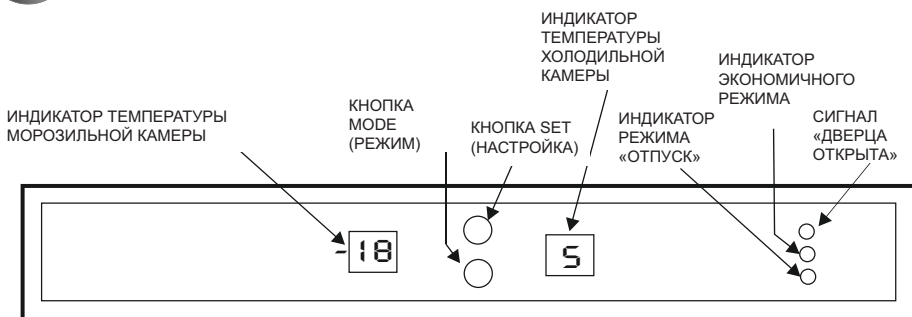 ИНДИКАТОР ТЕМПЕРАТУРЫ
МОРОЗИЛЬНОЙ КАМЕРЫ
КНОПКА
MODE
(РЕЖИМ)
КНОПКА SET
(НАСТРОЙКА)
ИНДИКАТОР
ТЕМПЕРАТУРЫ
ХОЛОДИЛЬНОЙ
КАМЕРЫ
ИНДИКАТОР
РЕЖИМА
«ОТПУСК»
ИНДИКАТОР
ЭКОНОМИЧНОГО
РЕЖИМА
СИГНАЛ
«ДВЕРЦА
ОТКРЫТА»
-18
5